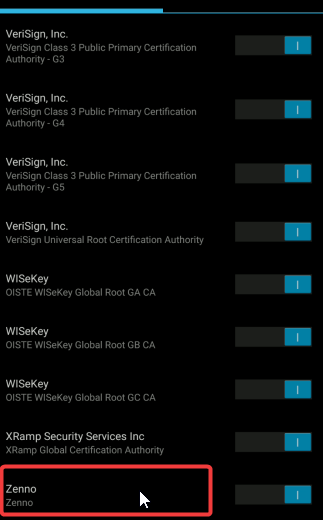 VeriSign, Inc.
VeriSign Class 3 Public Primary Certification
Authority - G3
VeriSign, Inc.
VeriSign Class 3 Public Primary Certification
Authority - G4
VeriSign, Inc.
VeriSign Class 3 Public Primary Certification
Authority - G5
VeriSign, Inc.
VeriSign Universal Root Certification Authority
WISeKey
OISTE WISeKey Global Root GA CA
WISeKey
OISTE WISeKey Global Root GB CA
WISeKey
OISTE WISeKey Global Root GC CA
XRamp Security Services Inc
XRamp Global Certification Authority
Zenno
Zenno